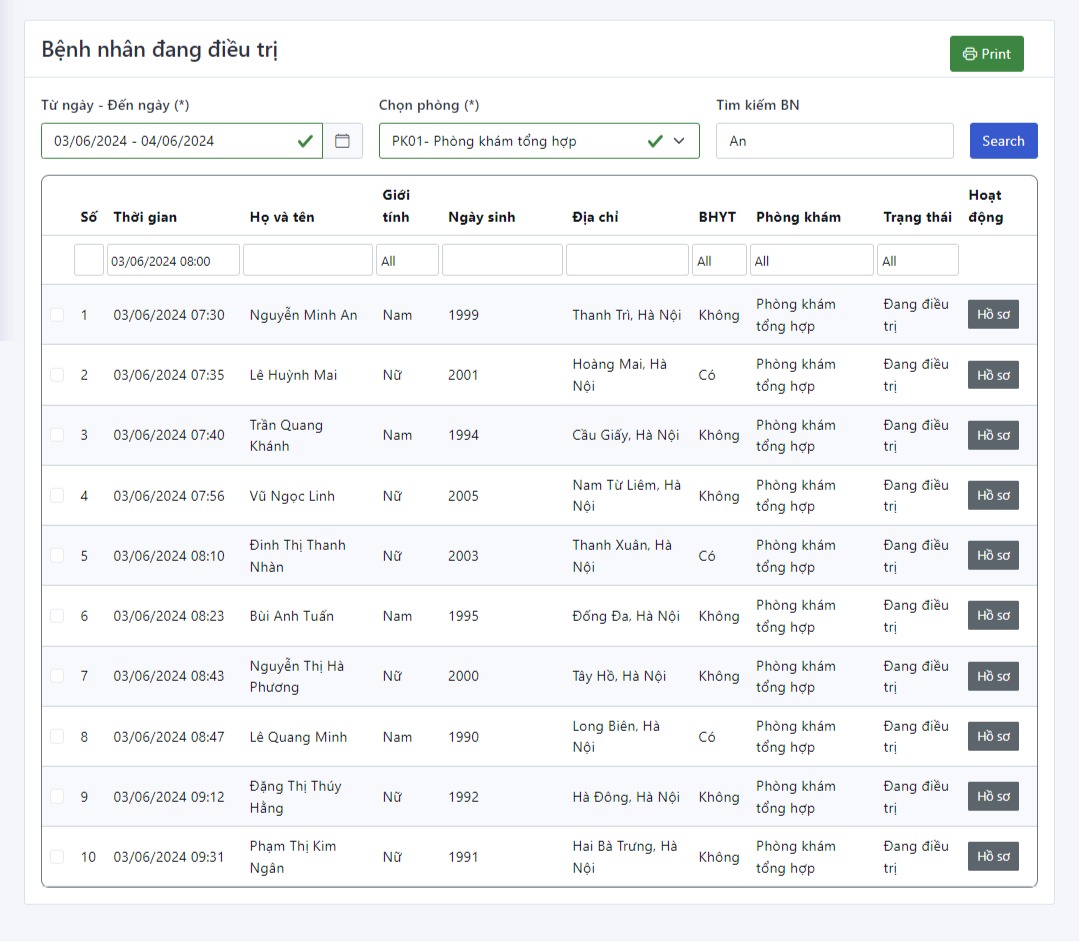 Bệnh nhân đang điều trị
Print
Từ ngày - Đến ngày (*)
Chọn phòng (*)
Tìm kiếm BN
03/06/2024 - 04/06/2024
PK01- Phòng khám tổng hợp
An
Search
Số Thời gian Họ và tên Giới tính Ngày sinh Địa chỉ BHYT Phòng khám Trạng thái Hoạt động
03/06/2024 08:00 All All All All
1 03/06/2024 07:30 Nguyễn Minh An Nam 1999 Thanh Trì, Hà Nội Không Phòng khám tổng hợp Đang điều trị Hồ sơ
2 03/06/2024 07:35 Lê Huỳnh Mai Nữ 2001 Hoàng Mai, Hà Nội Có Phòng khám tổng hợp Đang điều trị Hồ sơ
3 03/06/2024 07:40 Trần Quang Khánh Nam 1994 Cầu Giấy, Hà Nội Không Phòng khám tổng hợp Đang điều trị Hồ sơ
4 03/06/2024 07:56 Vũ Ngọc Linh Nữ 2005 Nam Từ Liêm, Hà Nội Không Phòng khám tổng hợp Đang điều trị Hồ sơ
5 03/06/2024 08:10 Đinh Thị Thanh Nhàn Nữ 2003 Thanh Xuân, Hà Nội Có Phòng khám tổng hợp Đang điều trị Hồ sơ
6 03/06/2024 08:23 Bùi Anh Tuấn Nam 1995 Đống Đa, Hà Nội Không Phòng khám tổng hợp Đang điều trị Hồ sơ
7 03/06/2024 08:43 Nguyễn Thị Hà Phương Nữ 2000 Tây Hồ, Hà Nội Không Phòng khám tổng hợp Đang điều trị Hồ sơ
8 03/06/2024 08:47 Lê Quang Minh Nam 1990 Long Biên, Hà Nội Có Phòng khám tổng hợp Đang điều trị Hồ sơ
9 03/06/2024 09:12 Đặng Thị Thúy Hằng Nữ 1992 Hà Đông, Hà Nội Không Phòng khám tổng hợp Đang điều trị Hồ sơ
10 03/06/2024 09:31 Phạm Thị Kim Ngân Nữ 1991 Hai Bà Trưng, Hà Nội Không Phòng khám tổng hợp Đang điều trị Hồ sơ